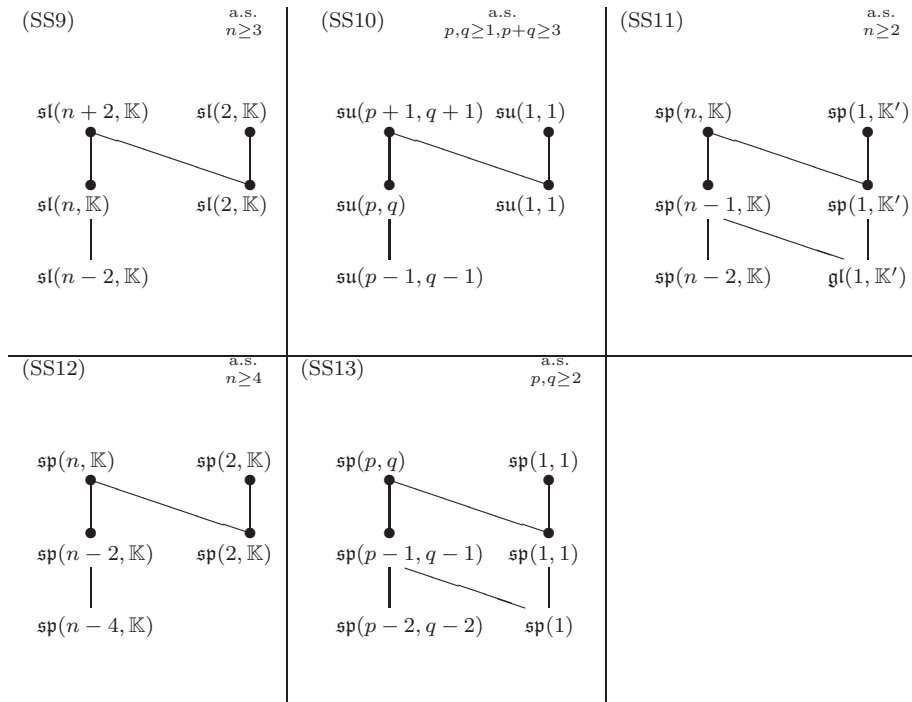 (SS9) a.s. n≥3
𝔰𝔩(n + 2, 𝕂) 𝔰𝔩(2, 𝕂)
𝔰𝔩(n, 𝕂) 𝔰𝔩(2, 𝕂)
𝔰𝔩(n − 2, 𝕂)
(SS10) a.s. p,q≥1,p+q≥3
𝔰𝔲(p + 1, q + 1) 𝔰𝔲(1, 1)
𝔰𝔲(p, q) 𝔰𝔲(1, 1)
𝔰𝔲(p − 1, q − 1)
(SS11) a.s. n≥2
𝔰𝔭(n, 𝕂) 𝔰𝔭(1, 𝕂′)
𝔰𝔭(n − 1, 𝕂) 𝔰𝔭(1, 𝕂′)
𝔰𝔭(n − 2, 𝕂) 𝔤𝔩(1, 𝕂′)
(SS12) a.s. n≥4
𝔰𝔭(n, 𝕂) 𝔰𝔭(2, 𝕂)
𝔰𝔭(n − 2, 𝕂) 𝔰𝔭(2, 𝕂)
𝔰𝔭(n − 4, 𝕂)
(SS13) a.s. p,q≥2
𝔰𝔭(p, q) 𝔰𝔭(1, 1)
𝔰𝔭(p − 1, q − 1) 𝔰𝔭(1, 1)
𝔰𝔭(p − 2, q − 2) 𝔰𝔭(1)